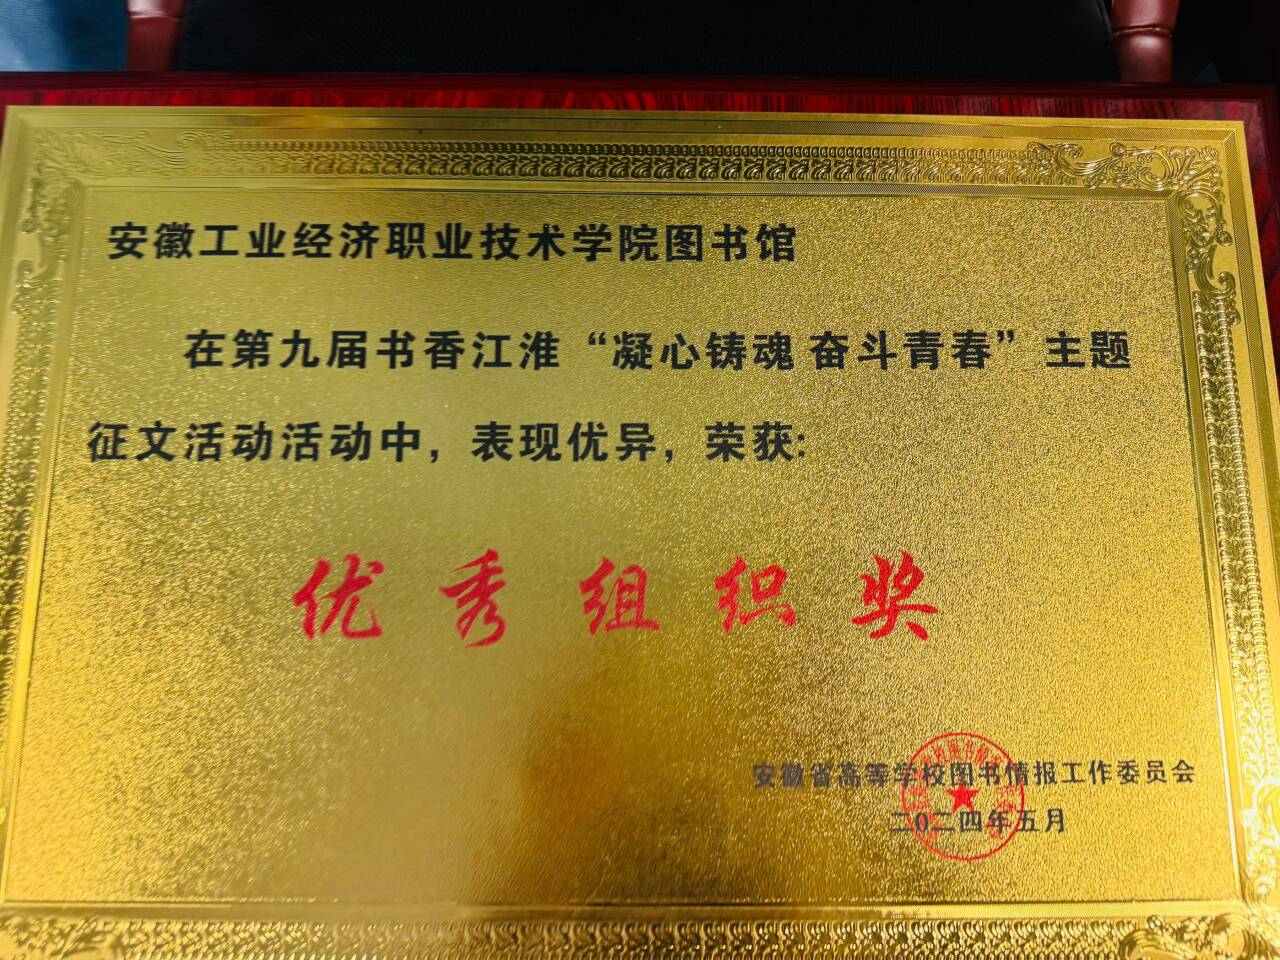 安徽工业经济职业技术学院图书馆
在第九届书香江淮“凝心铸魂 奋斗青春”主题
征文活动活动中，表现优异，荣获:
优秀组织奖
安徽省高等学校图书情报工作委员会
二〇二四年五月